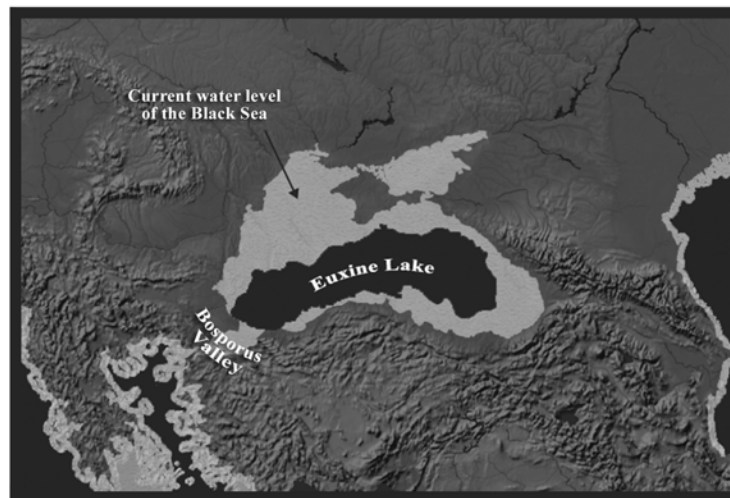 Current water level
of the Black Sea
Euxine Lake
Bosporus
Valley